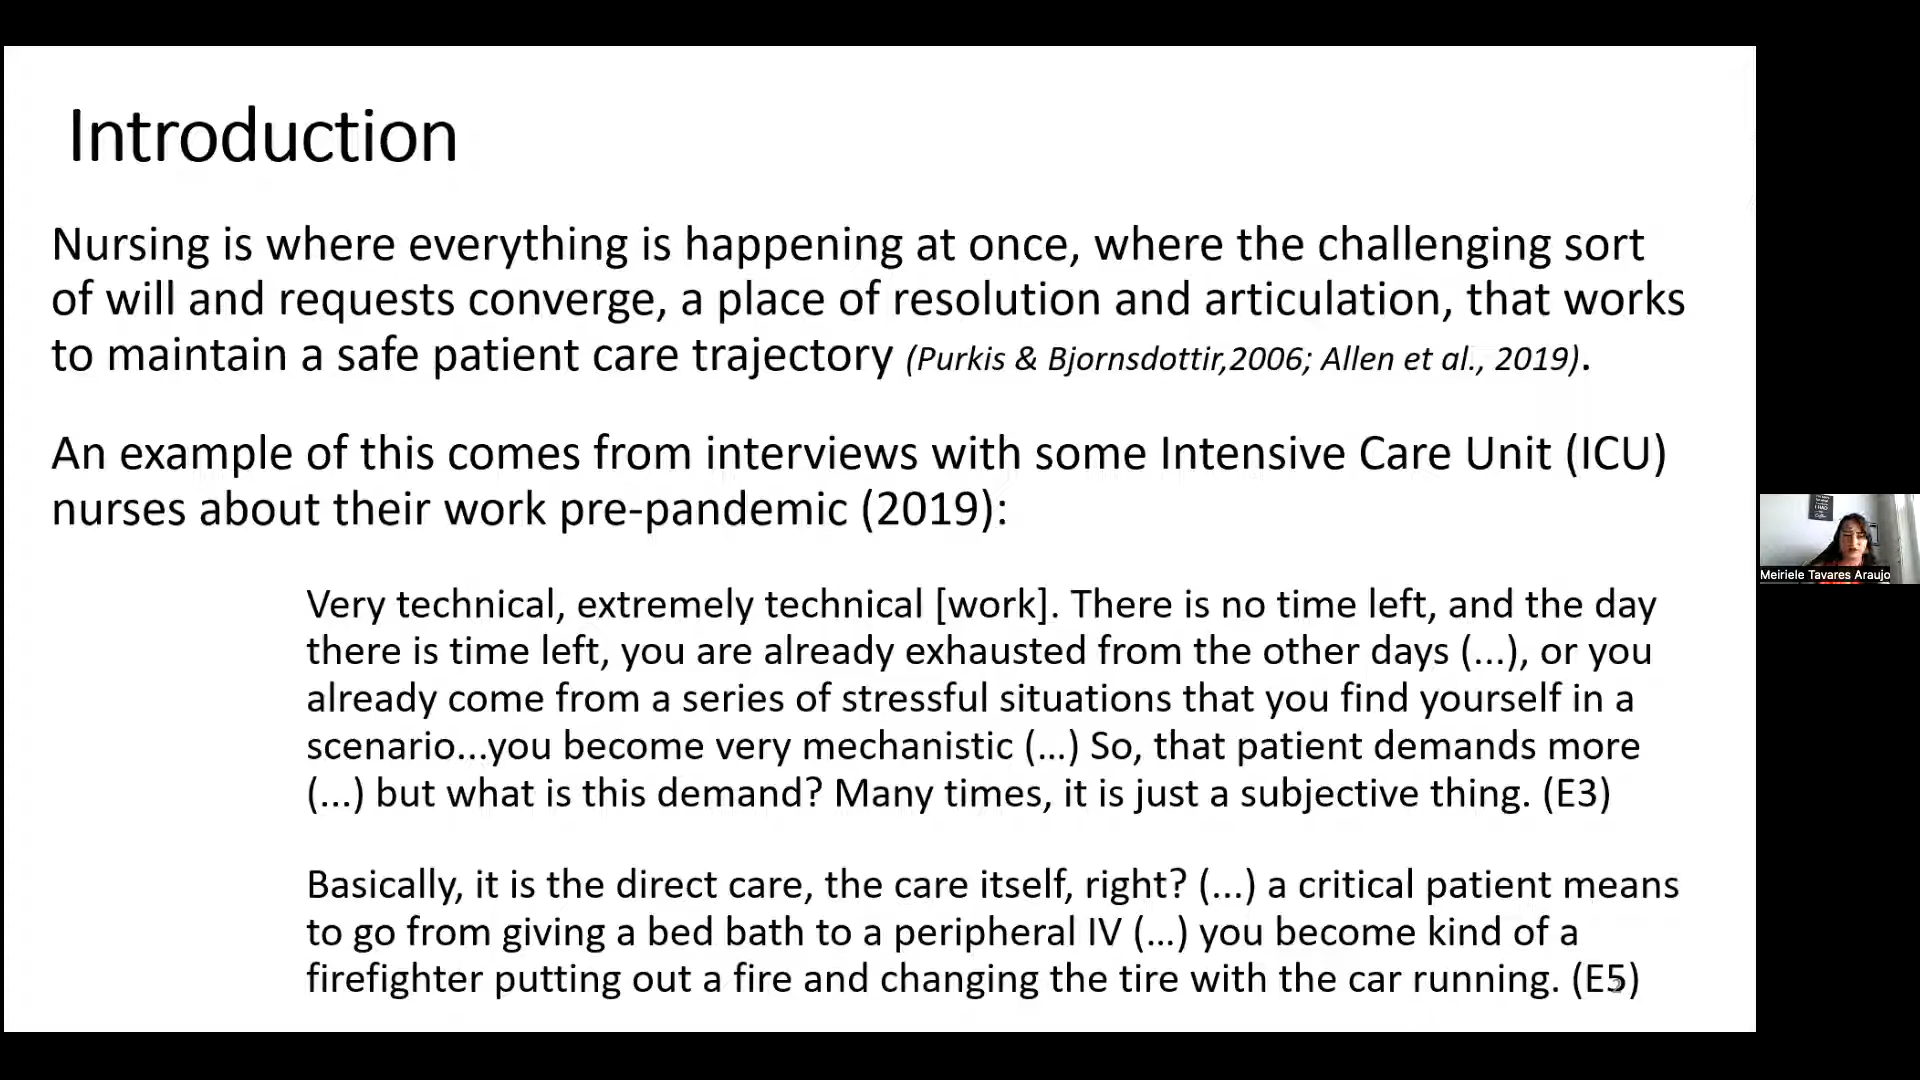 Introduction
Nursing is where everything is happening at once, where the challenging sort
of will and requests converge, a place of resolution and articulation, that works
to maintain a safe patient care trajectory (Purkis & Bjornsdottir,2006; Allen et al., 2019).
An example of this comes from interviews with some Intensive Care Unit (ICU)
nurses about their work pre-pandemic (2019):
Very technical, extremely technical [work]. There is no time left, and the day
there is time left, you are already exhausted from the other days (...), or you
already come from a series of stressful situations that you find yourself in a
scenario...you become very mechanistic (...) So, that patient demands more
(...) but what is this demand? Many times, it is just a subjective thing. (E3)
Basically, it is the direct care, the care itself, right? (...) a critical patient means
to go from giving a bed bath to a peripheral IV (...) you become kind of a
firefighter putting out a fire and changing the tire with the car running. (E5)
2
I HAD
Meiriele Tavares Araujo